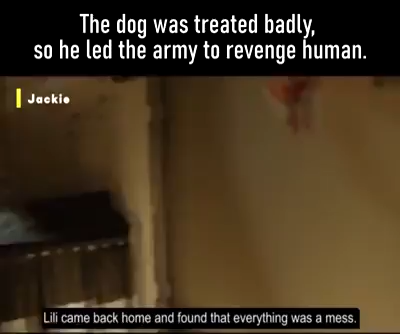 The dog was treated badly,
so he led the army to revenge human.
Jackie
Lili came back home and found that everything was a mess.